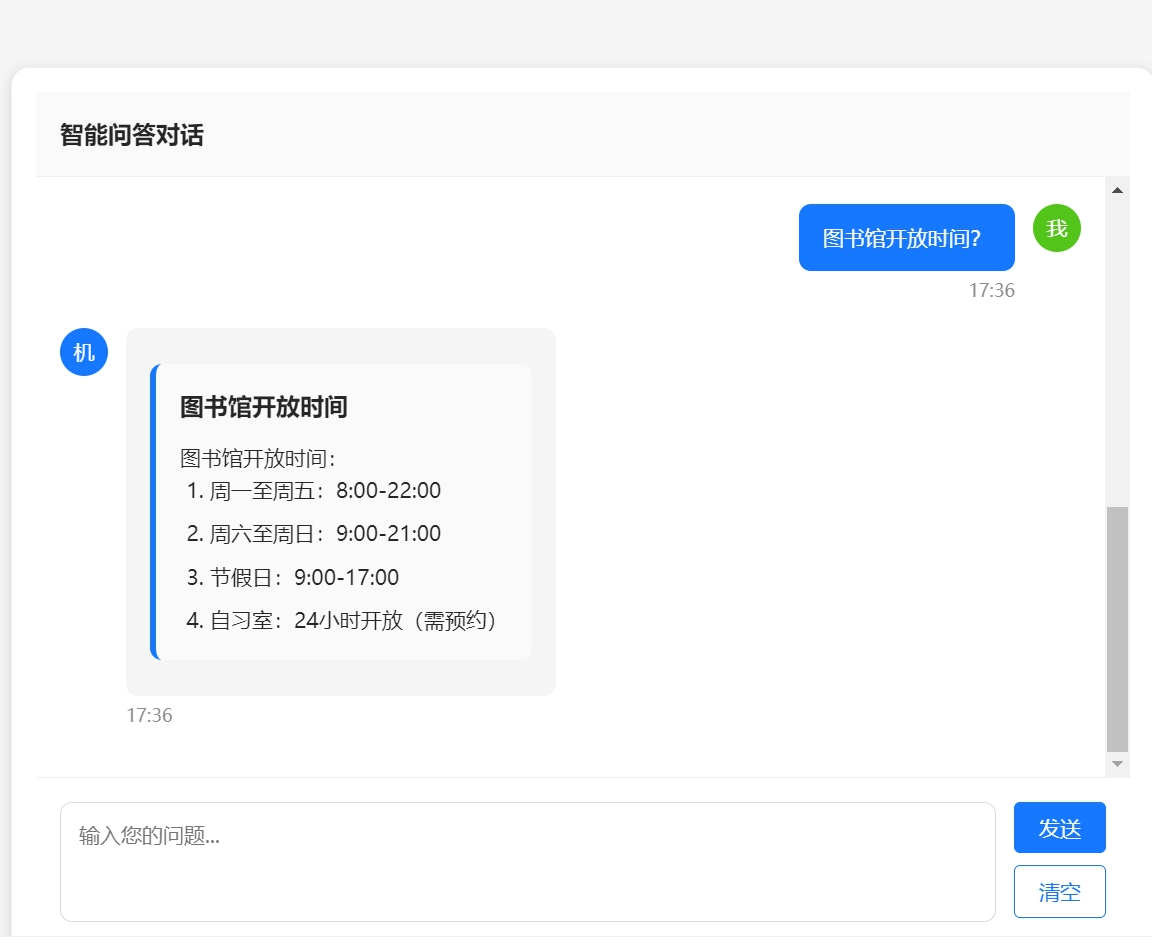 智能问答对话
图书馆开放时间？
我
17:36
机
图书馆开放时间
图书馆开放时间：
1. 周一至周五：8:00-22:00
2. 周六至周日：9:00-21:00
3. 节假日：9:00-17:00
4. 自习室：24小时开放（需预约）
17:36
输入您的问题...
发送
清空